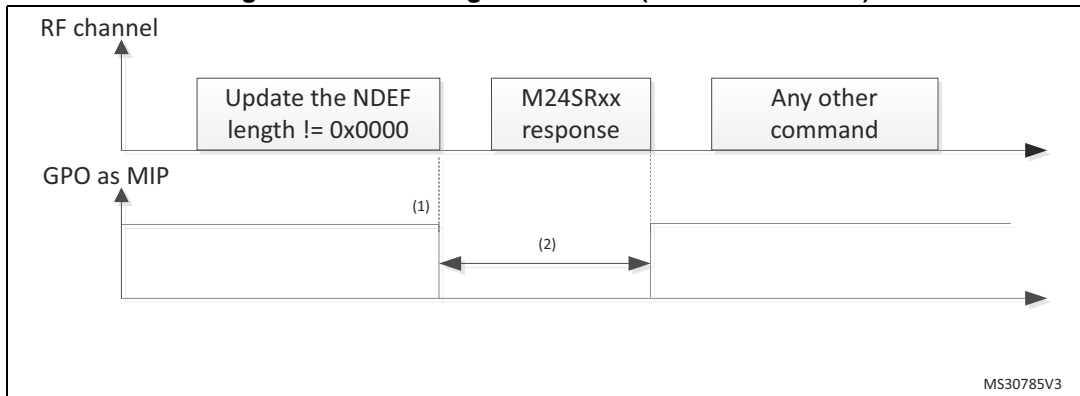 RF channel
Update the NDEF
length != 0x0000
M24SRxx
response
Any other
command
GPO as MIP
(1)
(2)
MS30785V3